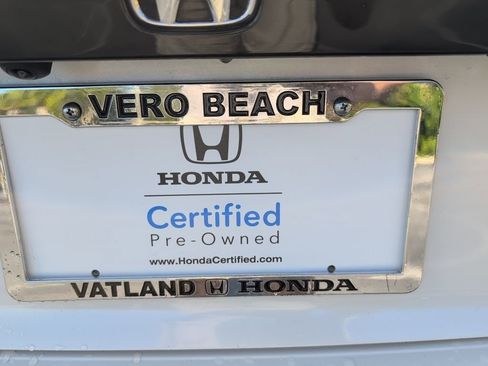 VERO BEACH
HONDA
Certified
Pre-Owned
www.HondaCertified.com
VATLAND HONDA